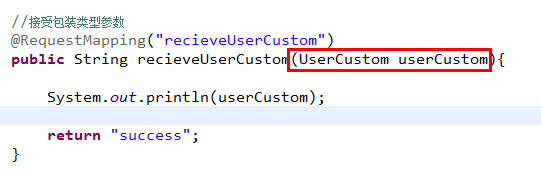 //接受包装类型参数
@RequestMapping("recieveUserCustom")
public String recieveUserCustom(UserCustom userCustom){
System.out.println(userCustom);
return "success";
}